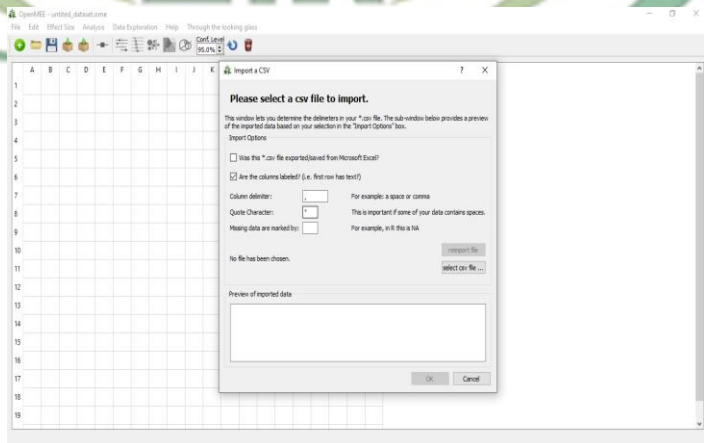 OpenMEE - untitled_dataset.ome
File Edit Effect Size Analysis Data Exploration Help Through the looking glass
Conf. Level
95.0%
A B C D E F G H I J K
1
2
3
4
5
6
7
8
9
10
11
12
13
14
15
16
17
18
19
Import a CSV
? X
Please select a csv file to import.
This window lets you determine the delimeters in your *.csv file. The sub-window below provides a preview
of the imported data based on your selection in the "Import Options" box.
Import Options
Was this *.csv file exported/saved from Microsoft Excel?
Are the columns labeled? (i.e. first row has text?)
Column delimiter: , For example: a space or comma
Quote Character: " This is important if some of your data contains spaces.
Missing data are marked by: For example, in R this is NA
reimport file
No file has been chosen.
select csv file ...
Preview of imported data
OK Cancel